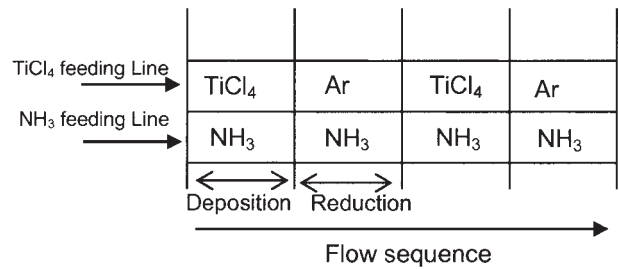 TiCl₄ feeding Line
TiCl₄ Ar TiCl₄ Ar
NH₃ feeding Line
NH₃ NH₃ NH₃ NH₃
Deposition Reduction
Flow sequence